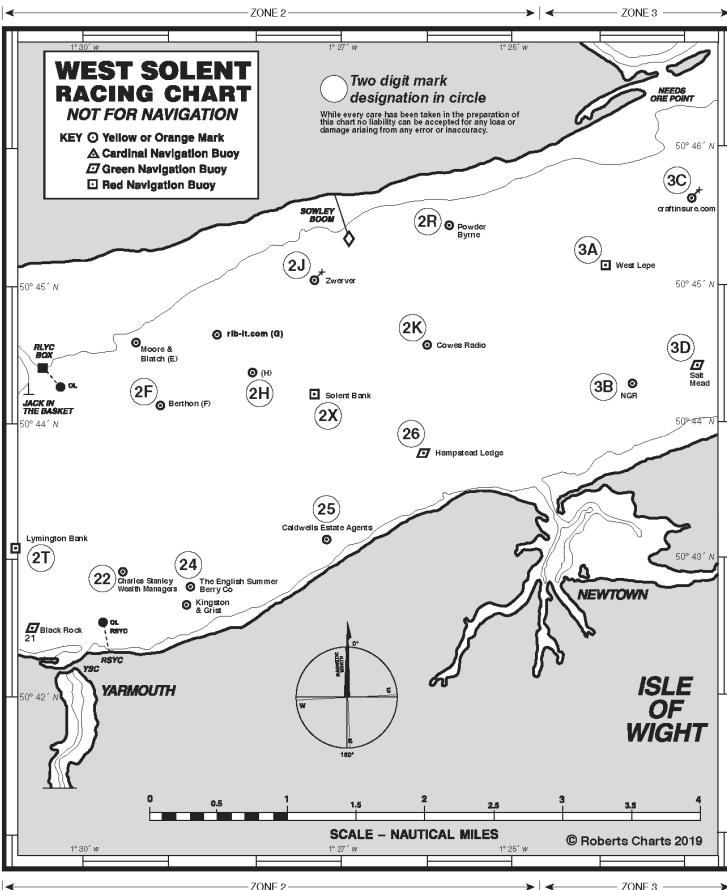 ZONE 2
ZONE 3
1° 30' W
1° 27' W
1° 25' W
WEST SOLENT
RACING CHART
NOT FOR NAVIGATION
KEY
Yellow or Orange Mark
Cardinal Navigation Buoy
Green Navigation Buoy
Red Navigation Buoy
Two digit mark
designation in circle
While every care has been taken in the preparation of
this chart no liability can be accepted for any loss or
damage arising from any error or inaccuracy.
NEEDS
ORE POINT
50° 46' N
3C
craftinsure.com
SOWLEY
BOOM
2R
Powder
Byrne
3A
West Lepe
2J
Zwerver
50° 45' N
50° 45' N
rib-it.com (G)
2K
Cowes Radio
RLYC
BOX
Moore &
Blatch (E)
3D
Salt
Mead
OL
(H)
2F
Berthon (F)
2H
Solent Bank
2X
3B
NGR
JACK IN
THE BASKET
50° 44' N
50° 44' N
26
Hampstead Ledge
25
Caldwells Estate Agents
Lymington Bank
2T
50° 43' N
22
Charles Stanley
Wealth Managers
24
The English Summer
Berry Co
Kingston
& Grist
NEWTOWN
Black Rock
21
OL
RSYC
RSYC
YSC
YARMOUTH
50° 42' N
MAGNETIC
NORTH
0°
E
W
S
180°
ISLE
OF
WIGHT
0
0.5
1
1.5
2
2.5
3
3.5
4
SCALE – NAUTICAL MILES
© Roberts Charts 2019
1° 30' W
1° 27' W
1° 25' W
ZONE 2
ZONE 3